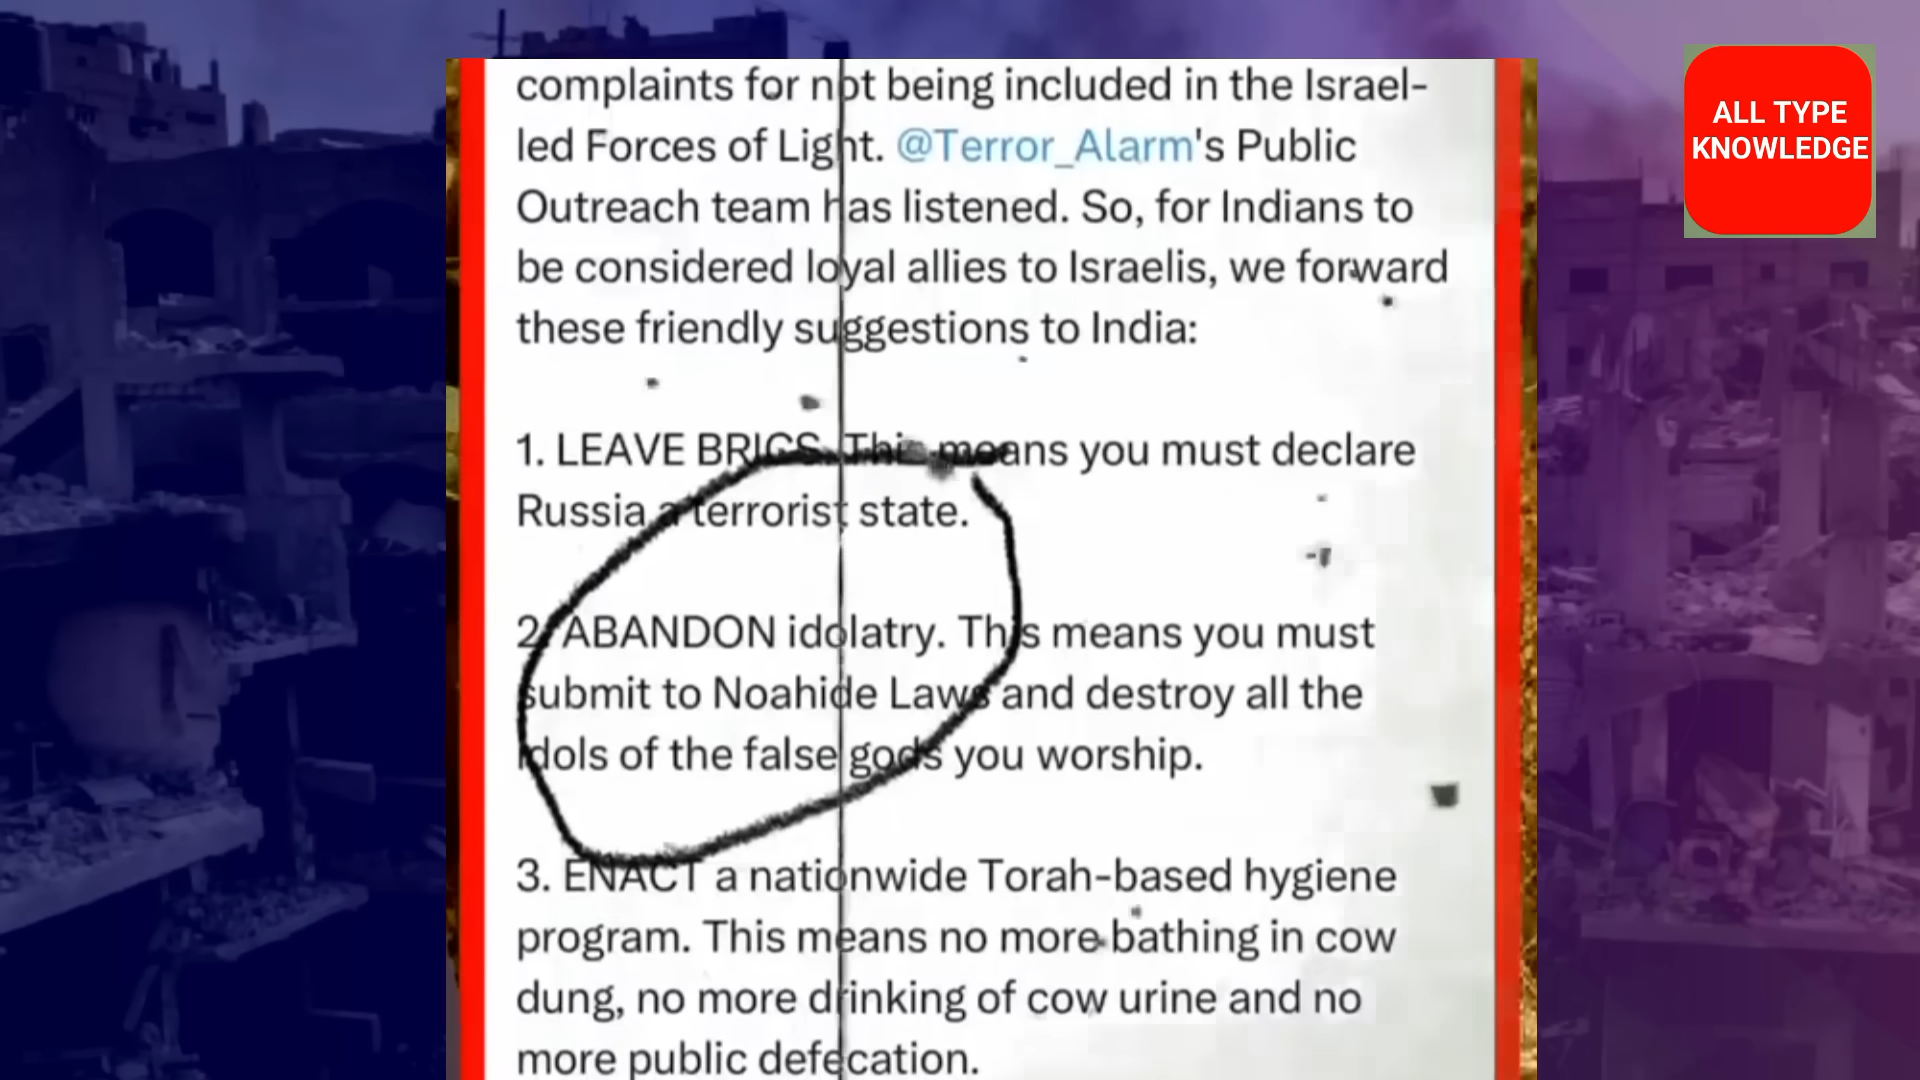 complaints for not being included in the Israel-
led Forces of Light. @Terror_Alarm's Public
Outreach team has listened. So, for Indians to
be considered loyal allies to Israelis, we forward
these friendly suggestions to India:
1. LEAVE BRICS. This means you must declare
Russia a terrorist state.
2. ABANDON idolatry. This means you must
submit to Noahide Laws and destroy all the
idols of the false gods you worship.
3. ENACT a nationwide Torah-based hygiene
program. This means no more bathing in cow
dung, no more drinking of cow urine and no
more public defecation.
ALL TYPE
KNOWLEDGE